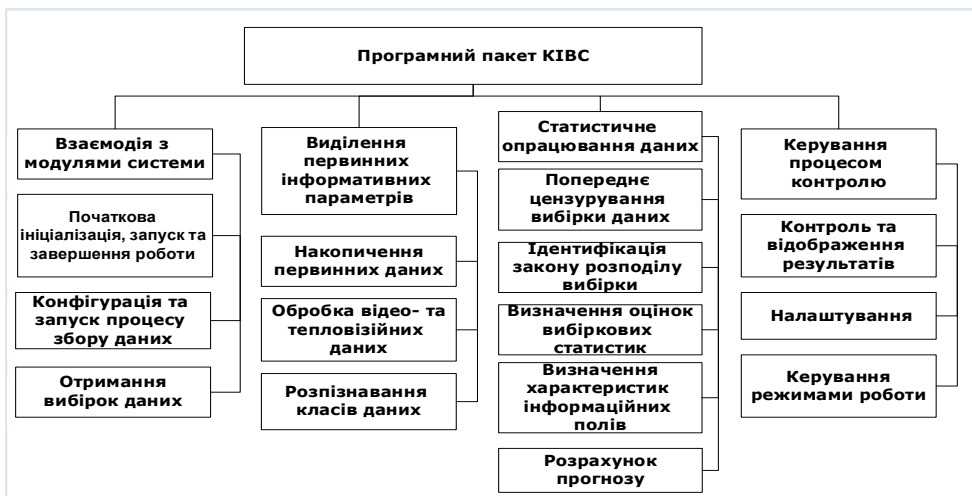 Програмний пакет КІВС
Взаємодія з
модулями системи
Початкова
ініціалізація, запуск та
завершення роботи
Конфігурація та
запуск процесу
збору даних
Отримання
вибірок даних
Виділення
первинних
інформативних
параметрів
Накопичення
первинних даних
Обробка відео- та
тепловізійних
даних
Розпізнавання
класів даних
Статистичне
опрацювання даних
Попереднє
цензурування
вибірки даних
Ідентифікація
закону розподілу
вибірки
Визначення оцінок
вибіркових
статистик
Визначення
характеристик
інформаційних
полів
Розрахунок
прогнозу
Керування
процесом
контролю
Контроль та
відображення
результатів
Налаштування
Керування
режимами роботи